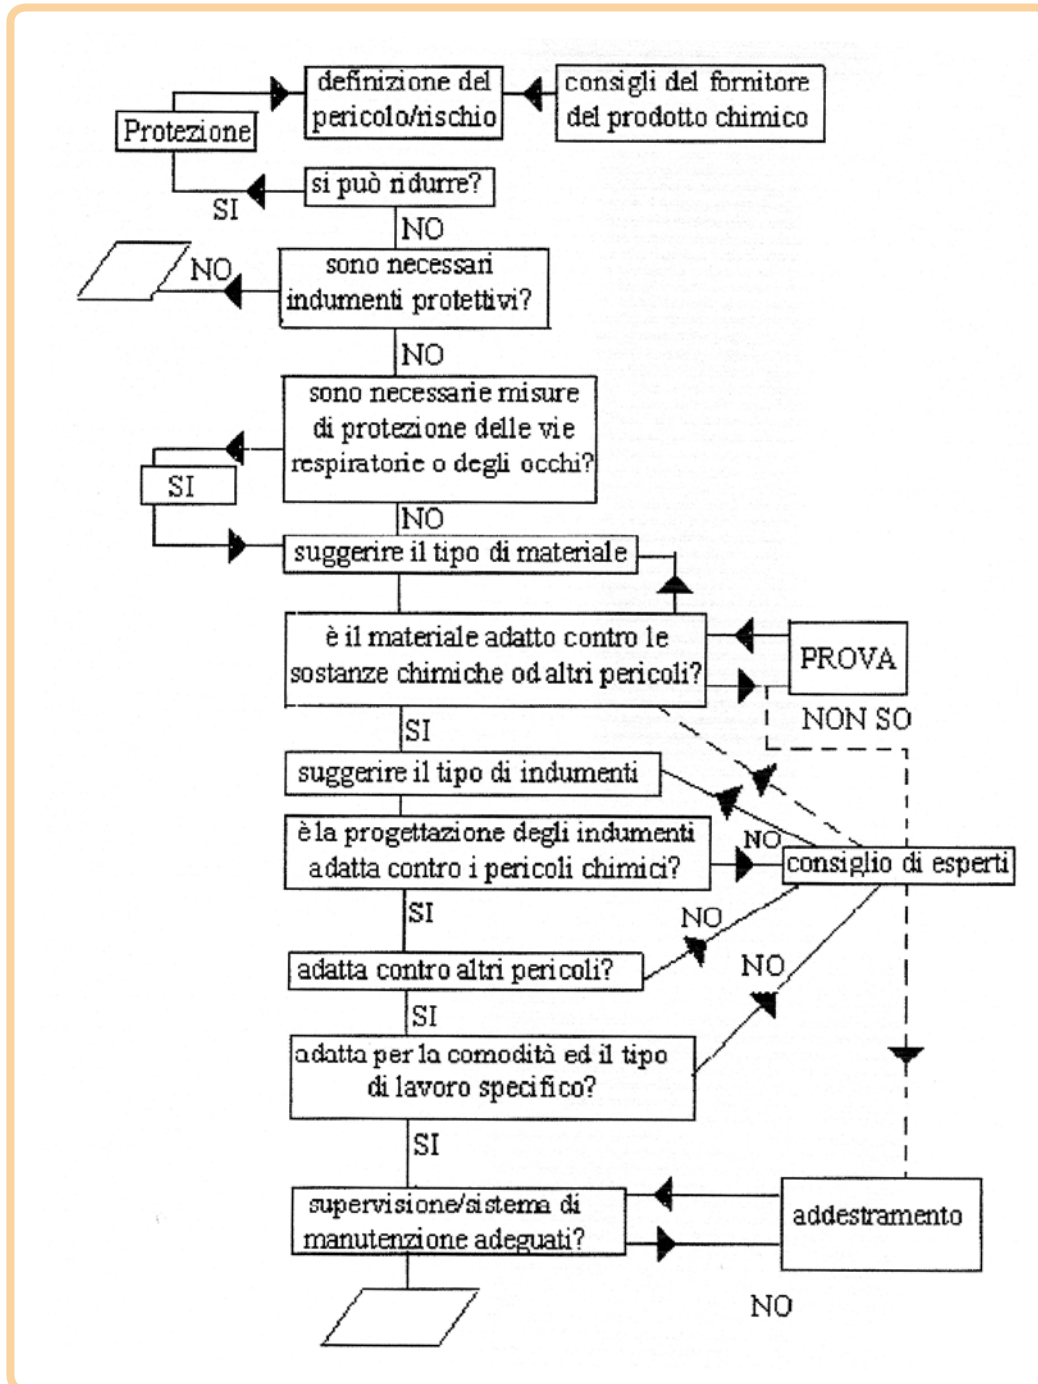 definizione del
pericolo/rischio
consigli del fornitore
del prodotto chimico
Protezione
si può ridurre?
SI
NO
sono necessari
indumenti protettivi?
NO
NO
sono necessarie misure
di protezione delle vie
respiratorie o degli occhi?
SI
NO
suggerire il tipo di materiale
è il materiale adatto contro le
sostanze chimiche od altri pericoli?
PROVA
NON SO
SI
suggerire il tipo di indumenti
è la progettazione degli indumenti
adatta contro i pericoli chimici?
NO
consiglio di esperti
SI
NO
adatta contro altri pericoli?
NO
SI
adatta per la comodità ed il tipo
di lavoro specifico?
SI
supervisione/sistema di
manutenzione adeguati?
addestramento
NO